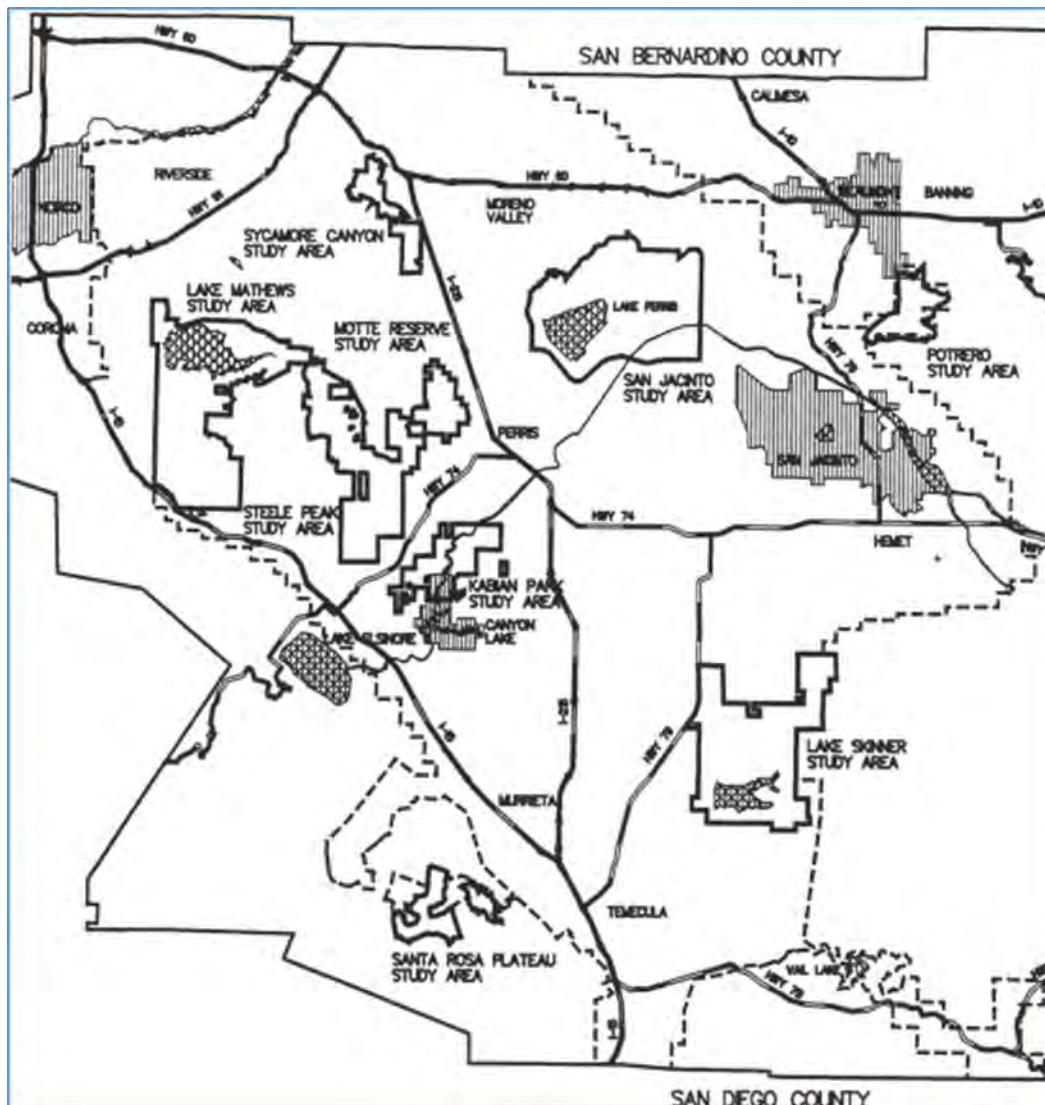 SAN BERNARDINO COUNTY
HWY 60
CALIMESA
I-10
RIVERSIDE
HWY 60
BEAUMONT
BANNING
I-10
NORCO
HWY 91
MORENO
VALLEY
SYCAMORE CANYON
STUDY AREA
I-215
LAKE MATHEWS
STUDY AREA
LAKE PERRIS
CORONA
MOTTE RESERVE
STUDY AREA
HWY 79
POTRERO
STUDY AREA
SAN JACINTO
STUDY AREA
I-15
PERRIS
SAN JACINTO
HWY 74
STEELE PEAK
STUDY AREA
HWY 74
HEMET
HWY
KABIAN PARK
STUDY AREA
LAKE ELSINORE
CANYON
LAKE
I-215
I-15
HWY 79
LAKE SKINNER
STUDY AREA
MURRIETA
TEMECULA
SANTA ROSA PLATEAU
STUDY AREA
VAIL LAKE
HWY 79
I-15
SAN DIEGO COUNTY